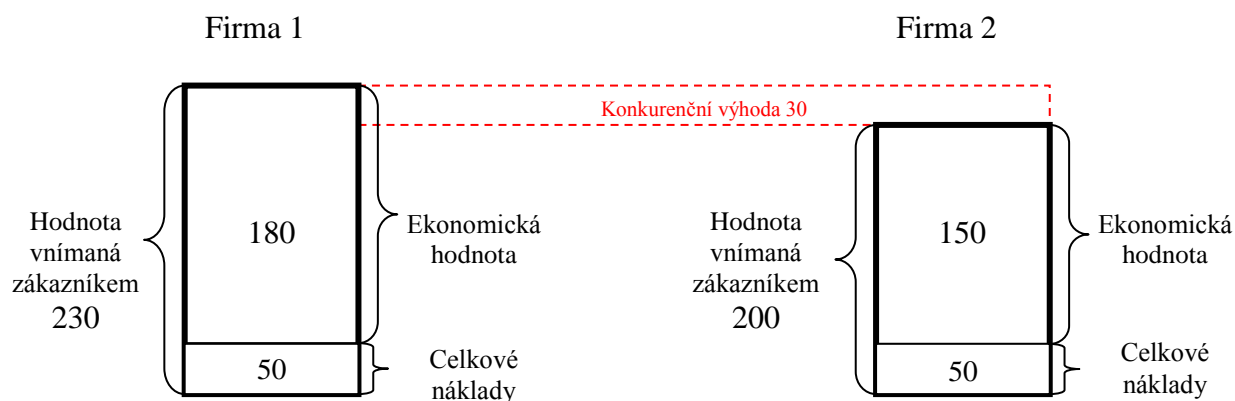 Firma 1
Firma 2
Konkurenční výhoda 30
Hodnota
vnímaná
zákazníkem
230
180
Ekonomická
hodnota
50
Celkové
náklady
Hodnota
vnímaná
zákazníkem
200
150
Ekonomická
hodnota
50
Celkové
náklady